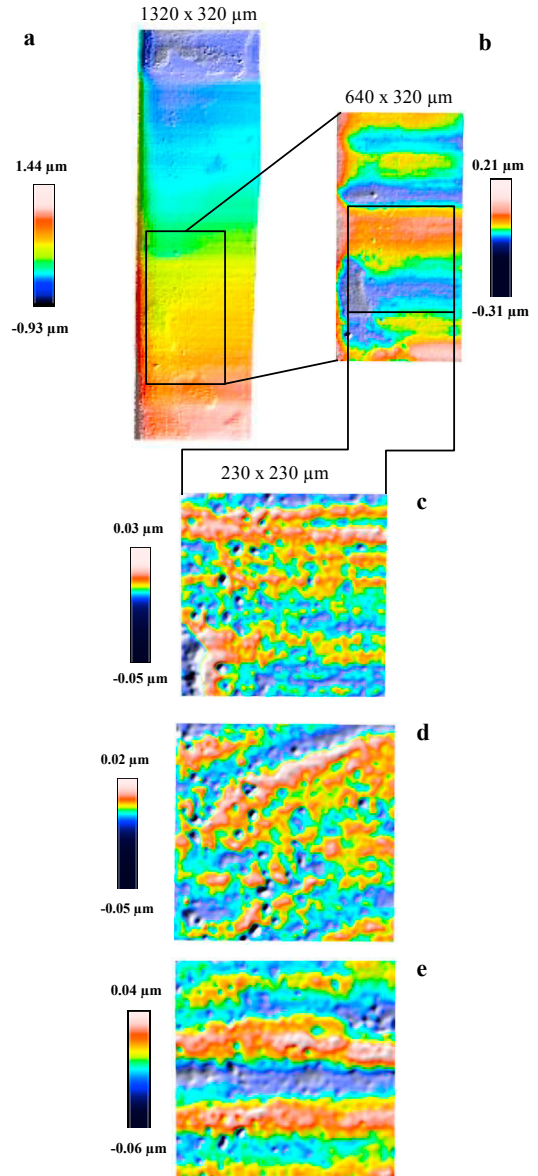 1320 x 320 µm
a
b
640 x 320 µm
1.44 µm
0.21 µm
-0.93 µm
-0.31 µm
230 x 230 µm
c
0.03 µm
-0.05 µm
d
0.02 µm
-0.05 µm
e
0.04 µm
-0.06 µm